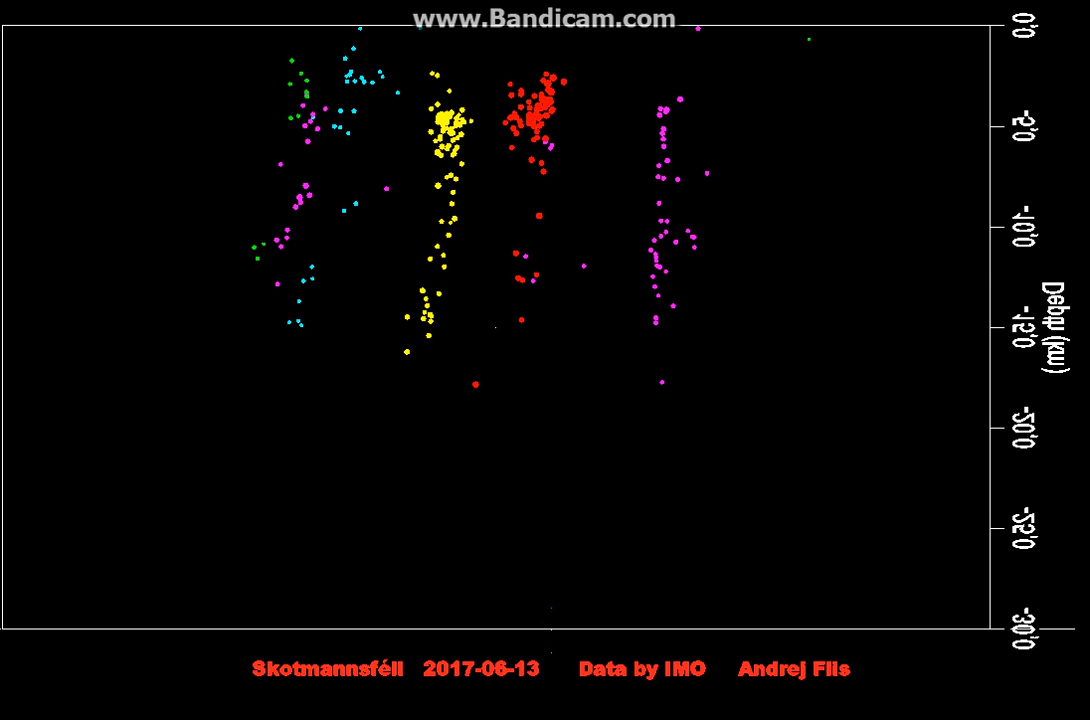 www.Bandicam.com
0,0
-5,0
-10,0
-15,0
-20,0
-25,0
-30,0
Depth (km)
Skotmannsféll 2017-06-13 Data by IMO Andrej Flis